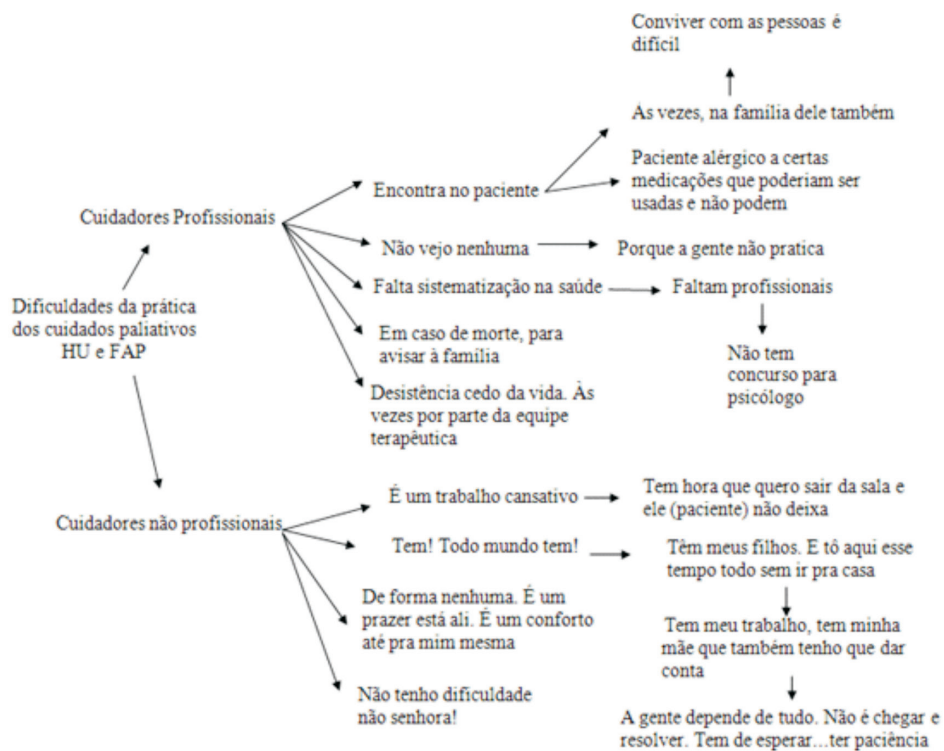 Conviver com as pessoas é
difícil
Às vezes, na família dele também
Paciente alérgico a certas
medicações que poderiam ser
usadas e não podem
Encontra no paciente
Cuidadores Profissionais
Não vejo nenhuma
Porque a gente não pratica
Falta sistematização na saúde
Faltam profissionais
Dificuldades da prática
dos cuidados paliativos
HU e FAP
Em caso de morte, para
avisar à família
Não tem
concurso para
psicólogo
Desistência cedo da vida. Às
vezes por parte da equipe
terapêutica
Cuidadores não profissionais
É um trabalho cansativo
Tem hora que quero sair da sala e
ele (paciente) não deixa
Tem! Todo mundo tem!
Têm meus filhos. E tô aqui esse
tempo todo sem ir pra casa
De forma nenhuma. É um
prazer está ali. É um conforto
até pra mim mesma
Tem meu trabalho, tem minha
mãe que também tenho que dar
conta
Não tenho dificuldade
não senhora!
A gente depende de tudo. Não é chegar e
resolver. Tem de esperar...ter paciência